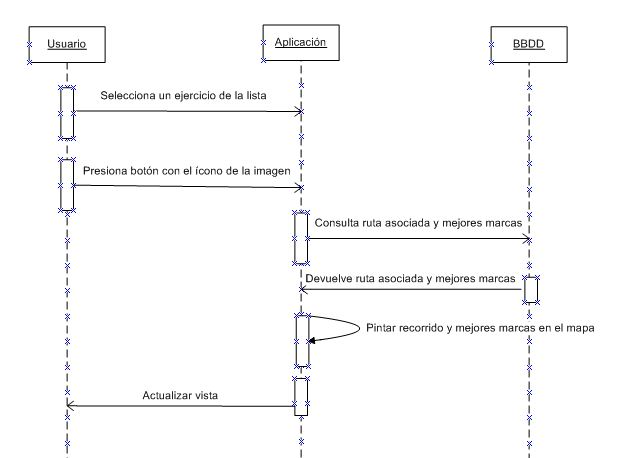 Usuario
Aplicación
BBDD
Selecciona un ejercicio de la lista
Presiona botón con el ícono de la imagen
Consulta ruta asociada y mejores marcas
Devuelve ruta asociada y mejores marcas
Pintar recorrido y mejores marcas en el mapa
Actualizar vista